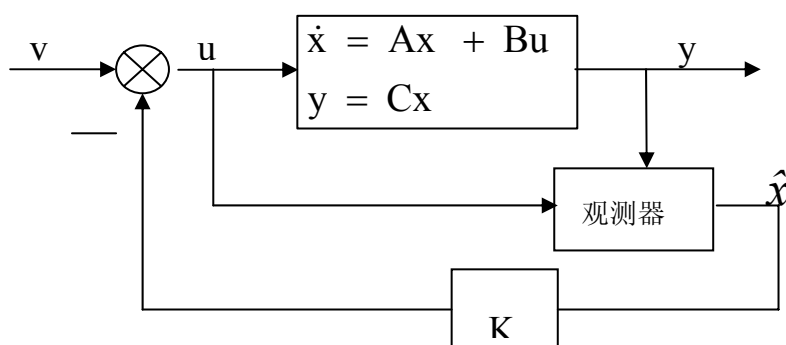 v
u
ẋ = Ax + Bu
y = Cx
y
观测器
x̂
K